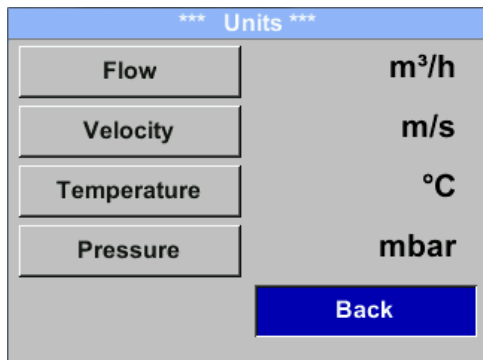 *** Units ***
Flow m³/h
Velocity m/s
Temperature °C
Pressure mbar
Back